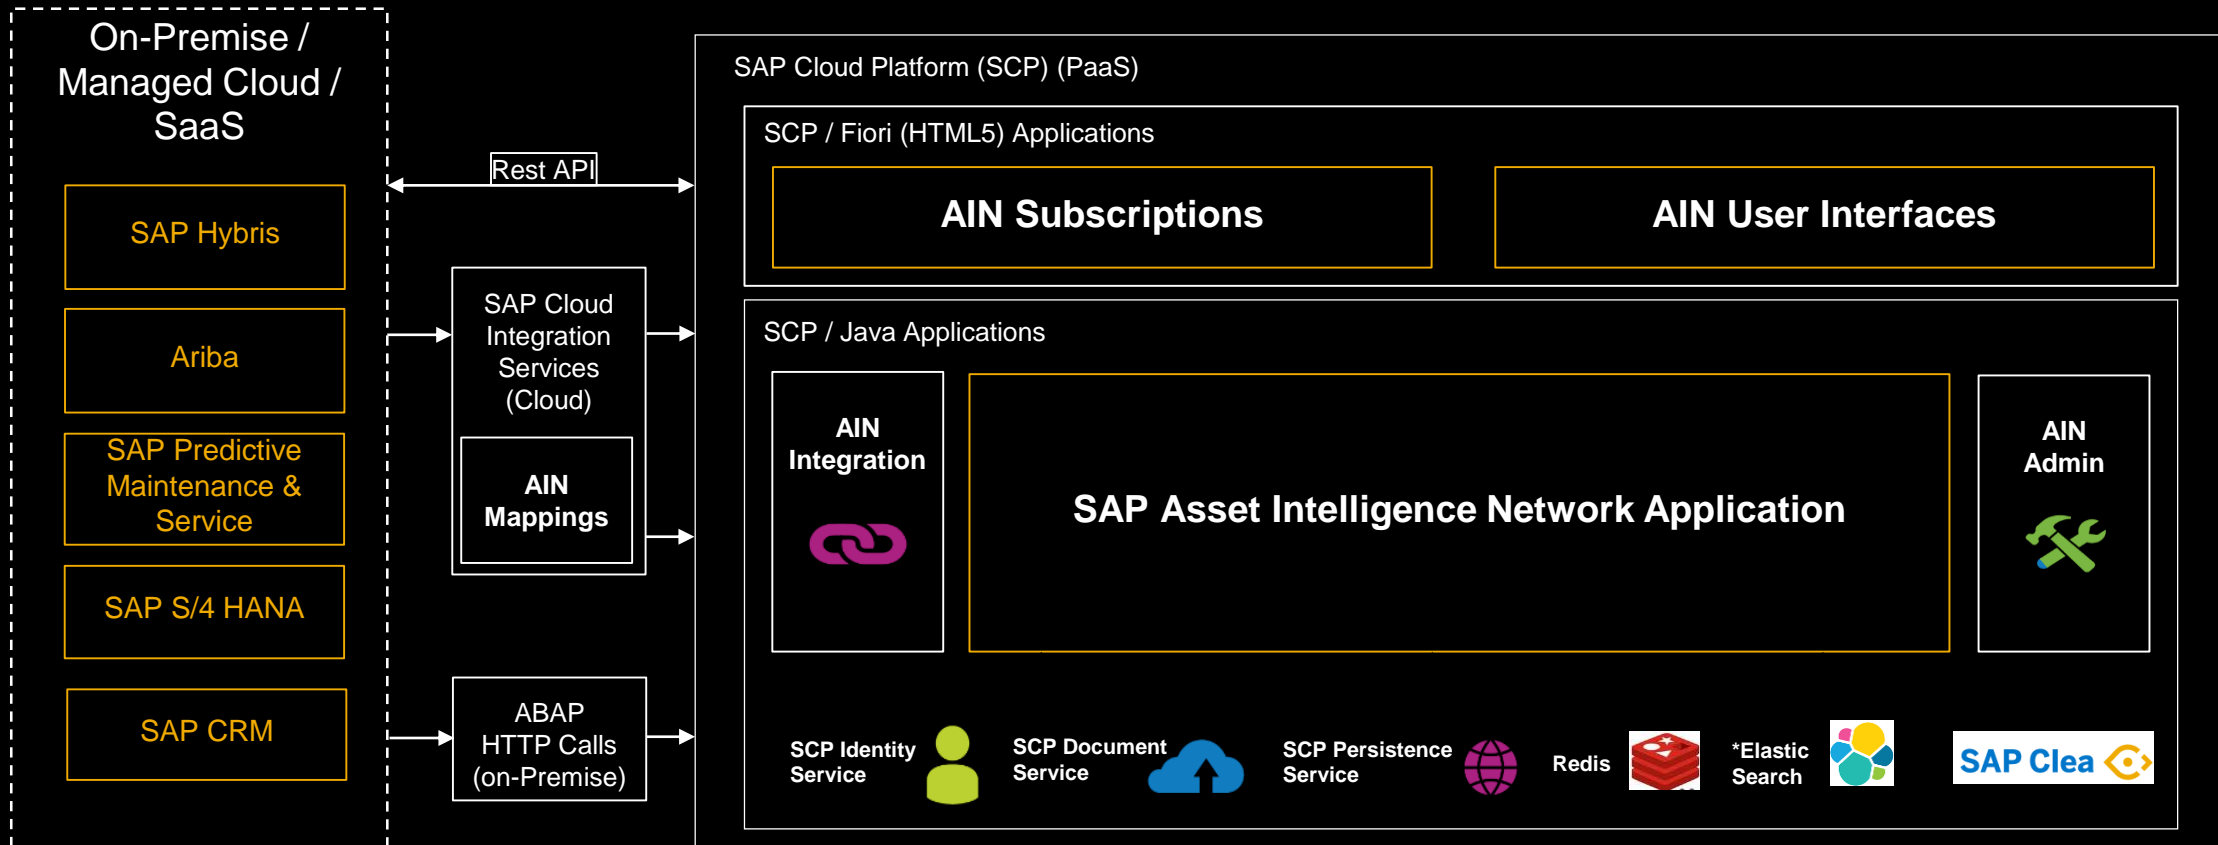 On-Premise /
Managed Cloud /
SaaS
SAP Hybris
Ariba
SAP Predictive
Maintenance &
Service
SAP S/4 HANA
SAP CRM
Rest API
SAP Cloud
Integration
Services
(Cloud)
AIN
Mappings
ABAP
HTTP Calls
(on-Premise)
SAP Cloud Platform (SCP) (PaaS)
SCP / Fiori (HTML5) Applications
AIN Subscriptions
AIN User Interfaces
SCP / Java Applications
AIN
Integration
SAP Asset Intelligence Network Application
AIN
Admin
SCP Identity
Service
SCP Document
Service
SCP Persistence
Service
Redis
*Elastic
Search
SAP Clea